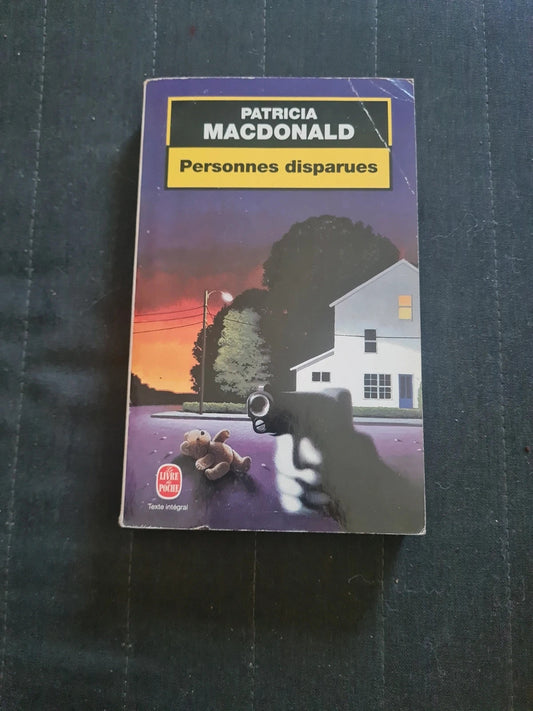 PATRICIA
MACDONALD
Personnes disparues
Le
LIVRE
de
POCHE
Texte intégral